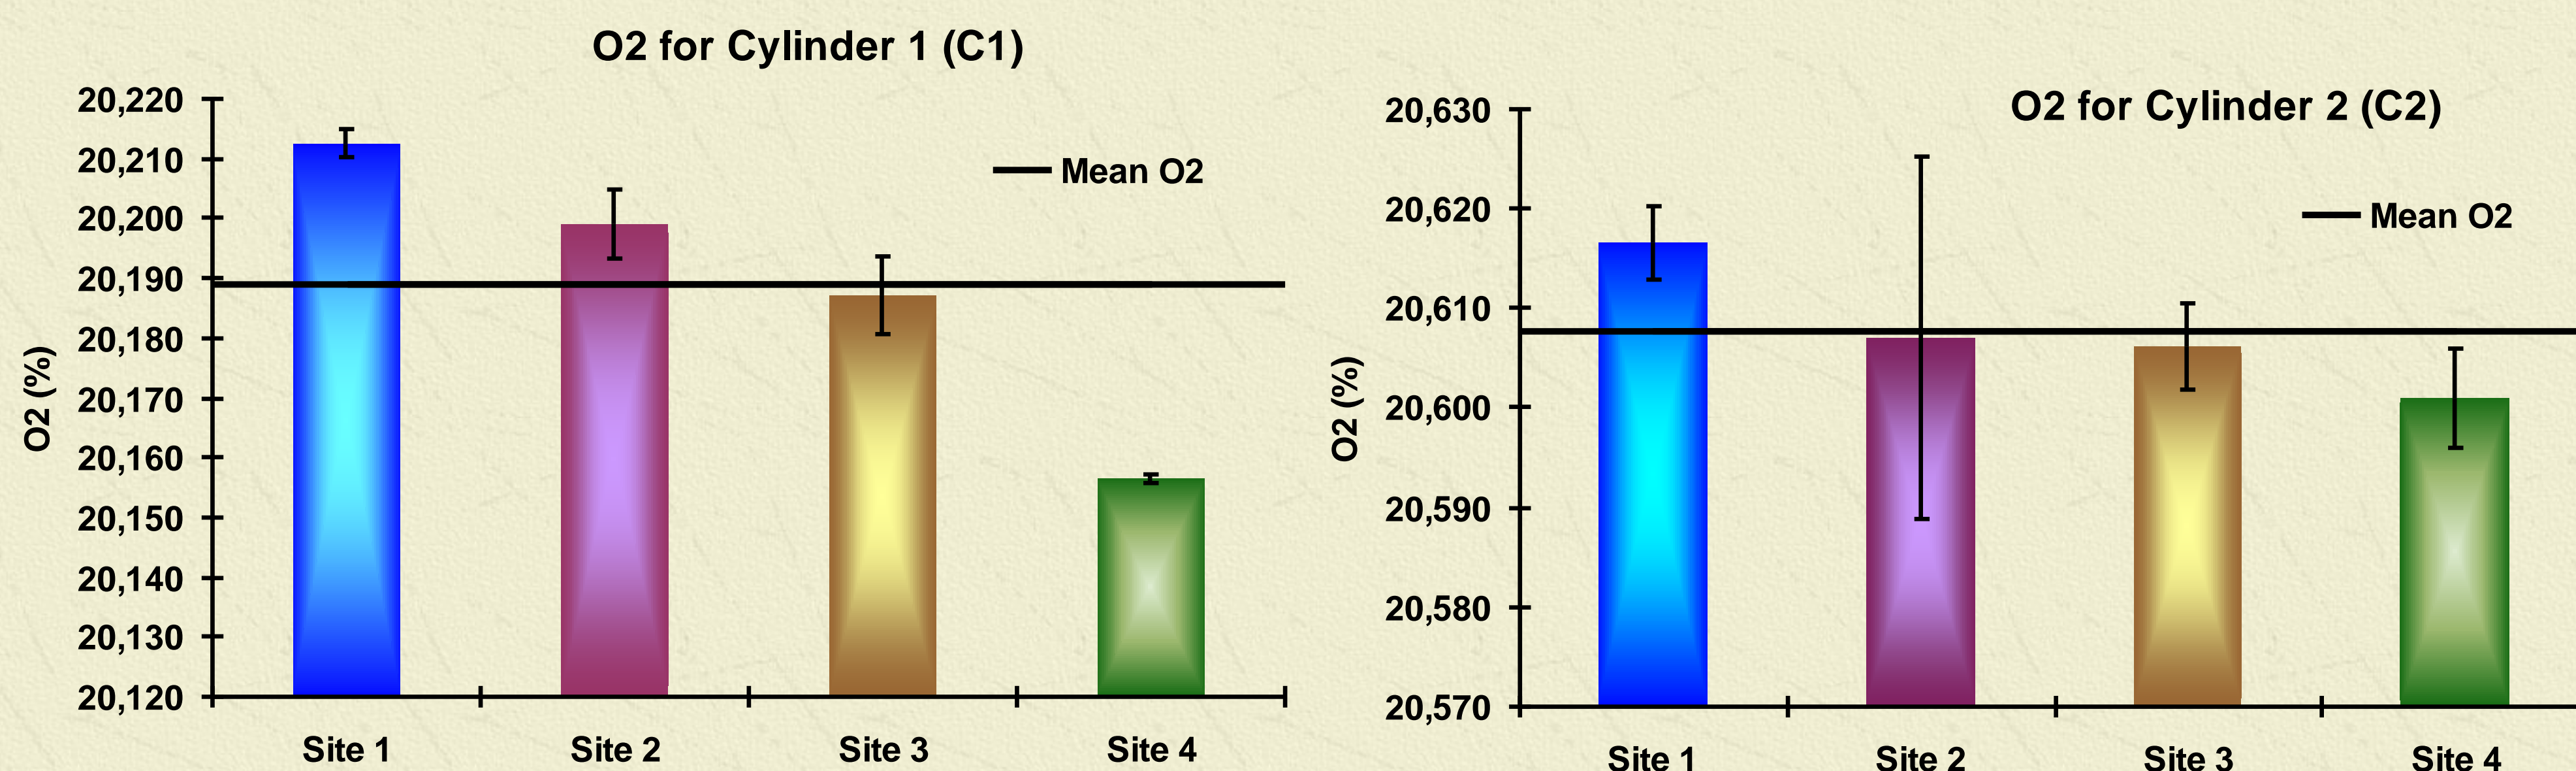 O2 for Cylinder 1 (C1)
20,220
20,210
20,200
20,190
20,180
20,170
20,160
20,150
20,140
20,130
20,120
O2 (%)
Mean O2
Site 1
Site 2
Site 3
Site 4
O2 for Cylinder 2 (C2)
20,630
20,620
20,610
20,600
20,590
20,580
20,570
O2 (%)
Mean O2
Site 1
Site 2
Site 3
Site 4